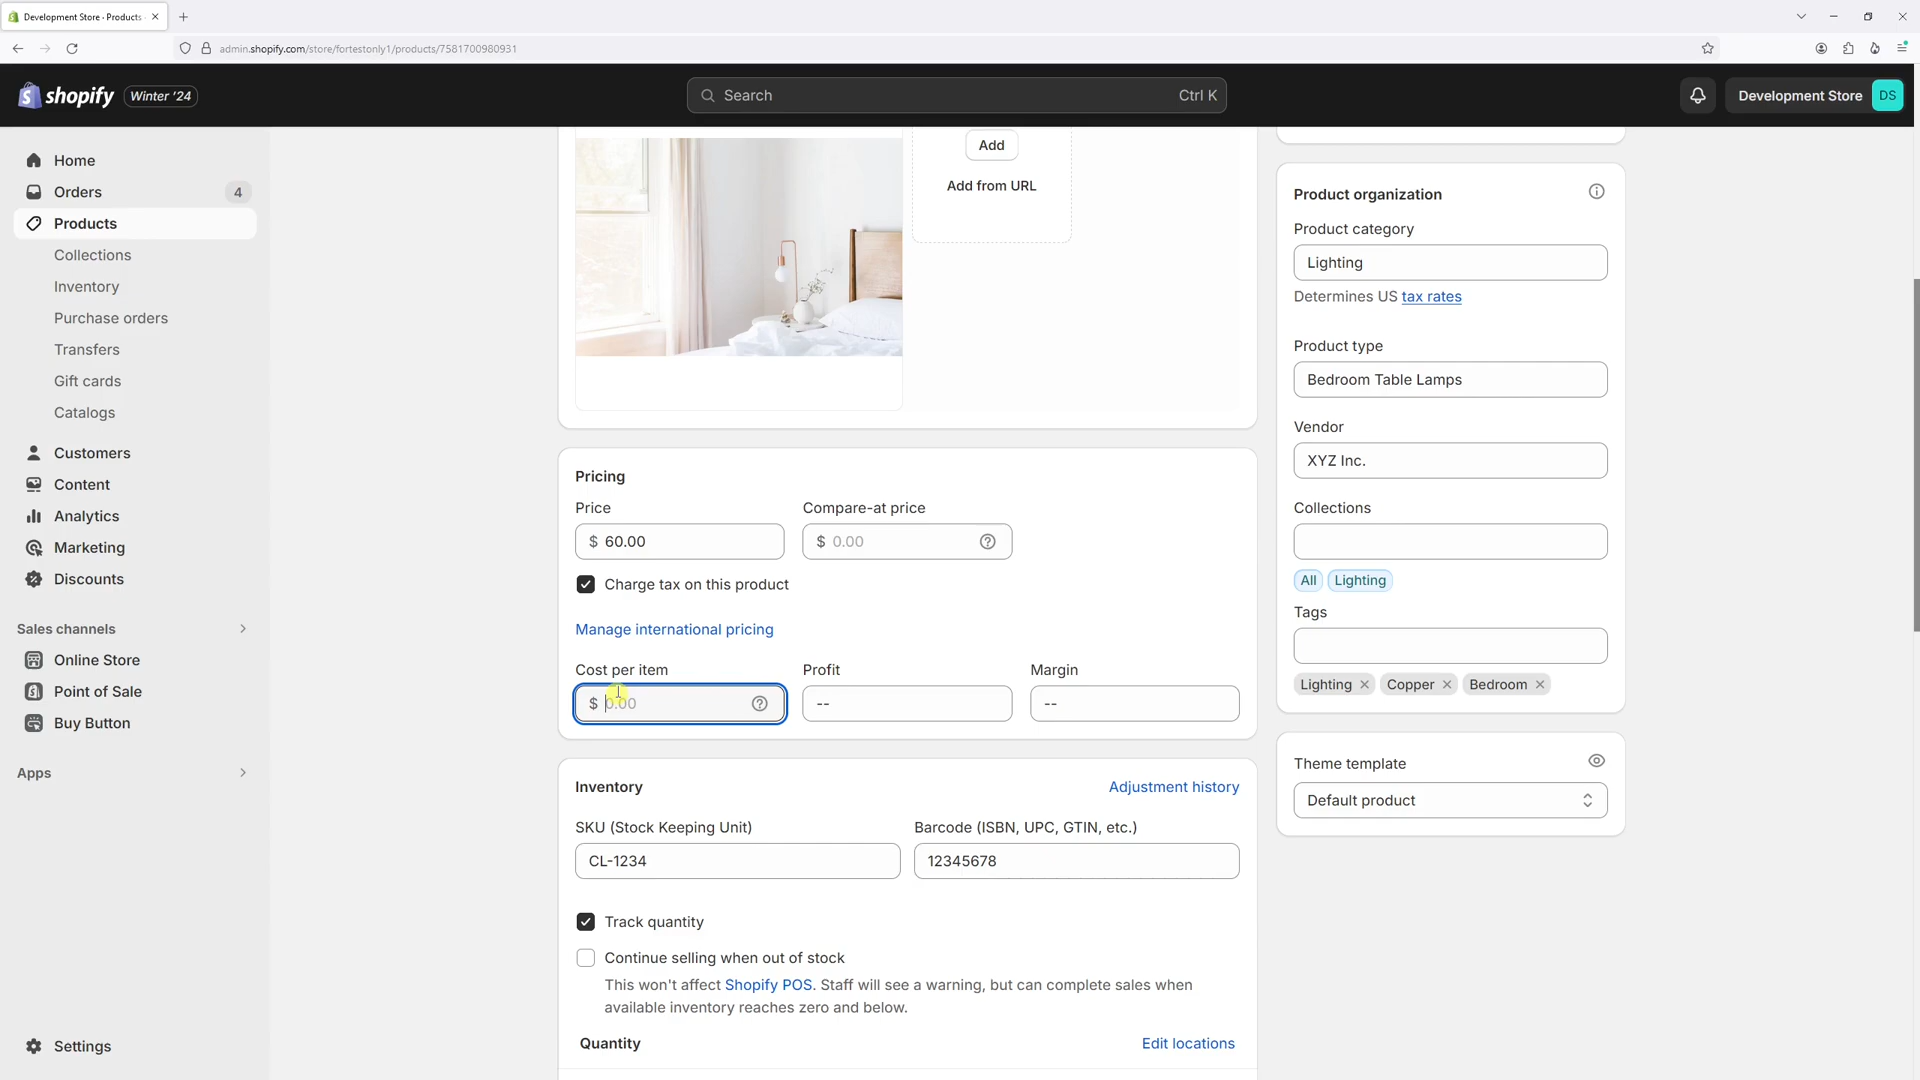 Development Store · Products
admin.shopify.com/store/fortestonly1/products/7581700980931
shopify Winter '24
Search Ctrl K
Development Store DS
Home
Orders 4
Products
Collections
Inventory
Purchase orders
Transfers
Gift cards
Catalogs
Customers
Content
Analytics
Marketing
Discounts
Sales channels
Online Store
Point of Sale
Buy Button
Apps
Settings
Add
Add from URL
Pricing
Price Compare-at price
$ 60.00 $ 0.00
Charge tax on this product
Manage international pricing
Cost per item Profit Margin
$ 0.00 -- --
Inventory Adjustment history
SKU (Stock Keeping Unit) Barcode (ISBN, UPC, GTIN, etc.)
CL-1234 12345678
Track quantity
Continue selling when out of stock
This won't affect Shopify POS. Staff will see a warning, but can complete sales when
available inventory reaches zero and below.
Quantity Edit locations
Product organization
Product category
Lighting
Determines US tax rates
Product type
Bedroom Table Lamps
Vendor
XYZ Inc.
Collections
All Lighting
Tags
Lighting Copper Bedroom
Theme template
Default product